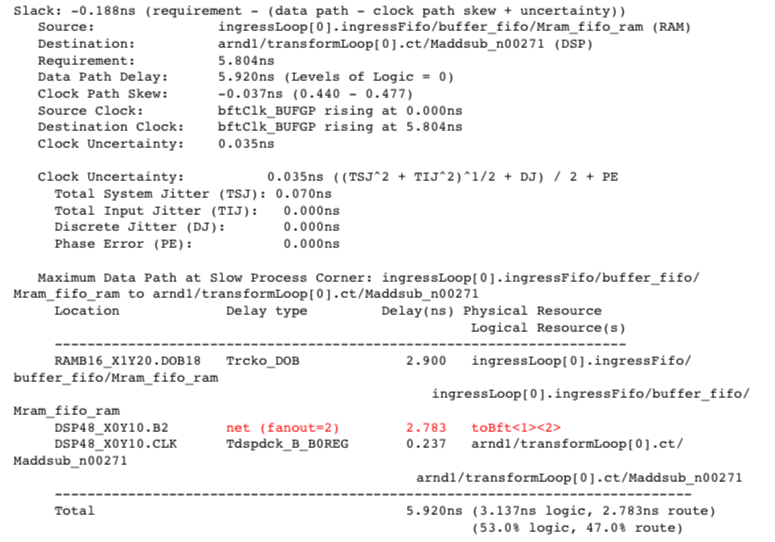 Slack: -0.188ns (requirement - (data path - clock path skew + uncertainty))
Source: ingressLoop[0].ingressFifo/buffer_fifo/Mram_fifo_ram (RAM)
Destination: arnd1/transformLoop[0].ct/Maddsub_n00271 (DSP)
Requirement: 5.804ns
Data Path Delay: 5.920ns (Levels of Logic = 0)
Clock Path Skew: -0.037ns (0.440 - 0.477)
Source Clock: bftClk_BUFGP rising at 0.000ns
Destination Clock: bftClk_BUFGP rising at 5.804ns
Clock Uncertainty: 0.035ns
Clock Uncertainty: 0.035ns ((TSJ^2 + TIJ^2)^1/2 + DJ) / 2 + PE
Total System Jitter (TSJ): 0.070ns
Total Input Jitter (TIJ): 0.000ns
Discrete Jitter (DJ): 0.000ns
Phase Error (PE): 0.000ns
Maximum Data Path at Slow Process Corner: ingressLoop[0].ingressFifo/buffer_fifo/
Mram_fifo_ram to arnd1/transformLoop[0].ct/Maddsub_n00271
Location Delay type Delay(ns) Physical Resource
Logical Resource(s)
-------------------------------------------------------------------
RAMB16_X1Y20.DOB18 Trcko_DOB 2.900 ingressLoop[0].ingressFifo/
buffer_fifo/Mram_fifo_ram
ingressLoop[0].ingressFifo/buffer_fifo/
Mram_fifo_ram
DSP48_X0Y10.B2 net (fanout=2) 2.783 toBft<1><2>
DSP48_X0Y10.CLK Tdspdck_B_B0REG 0.237 arnd1/transformLoop[0].ct/
Maddsub_n00271
arnd1/transformLoop[0].ct/Maddsub_n00271
---------------------------------------------------------------------------
Total 5.920ns (3.137ns logic, 2.783ns route)
(53.0% logic, 47.0% route)